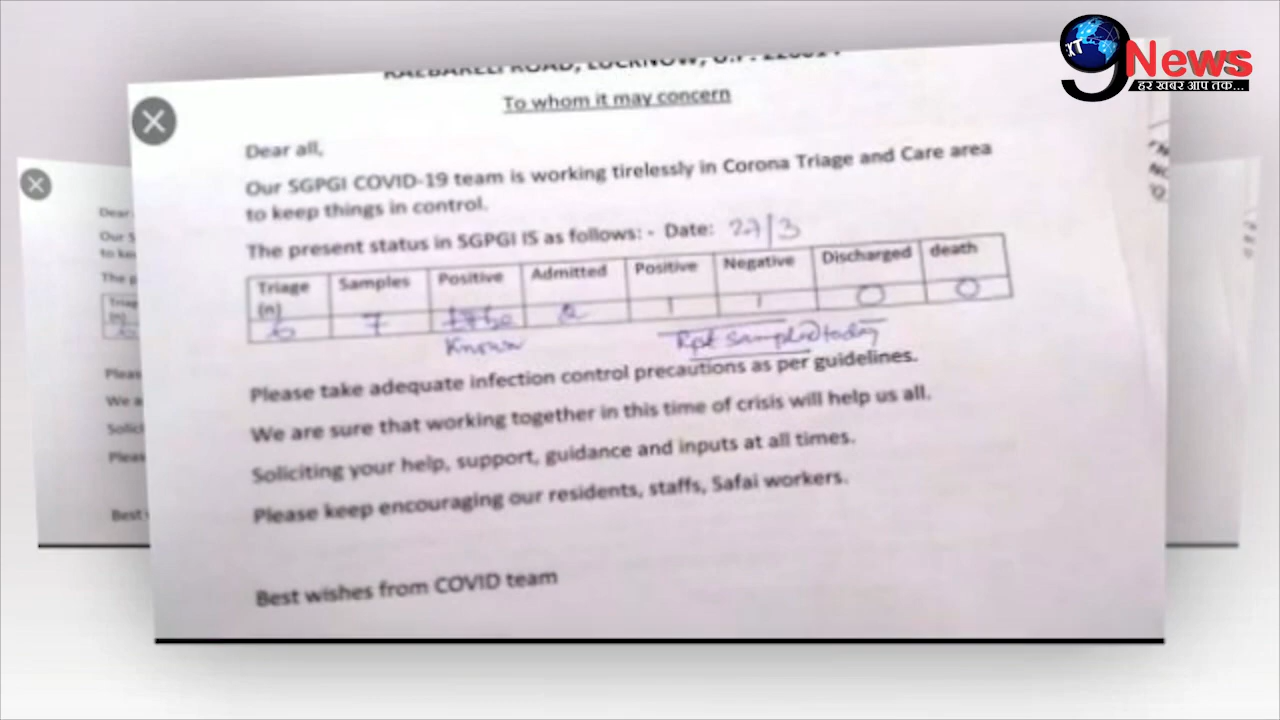 XT
9 News
हर खबर आप तक...
RAEBARELI ROAD, LUCKNOW, U.P.
To whom it may concern
Dear all,
Our SGPGI COVID-19 team is working tirelessly in Corona Triage and Care area
to keep things in control.
The present status in SGPGI IS as follows: - Date: 27/3
Triage (n) Samples Positive Admitted Positive Negative Discharged death
6 7 2 1 1 0 0
Known Rpt sampled today
Please take adequate infection control precautions as per guidelines.
We are sure that working together in this time of crisis will help us all.
Soliciting your help, support, guidance and inputs at all times.
Please keep encouraging our residents, staffs, Safai workers.
Best wishes from COVID team